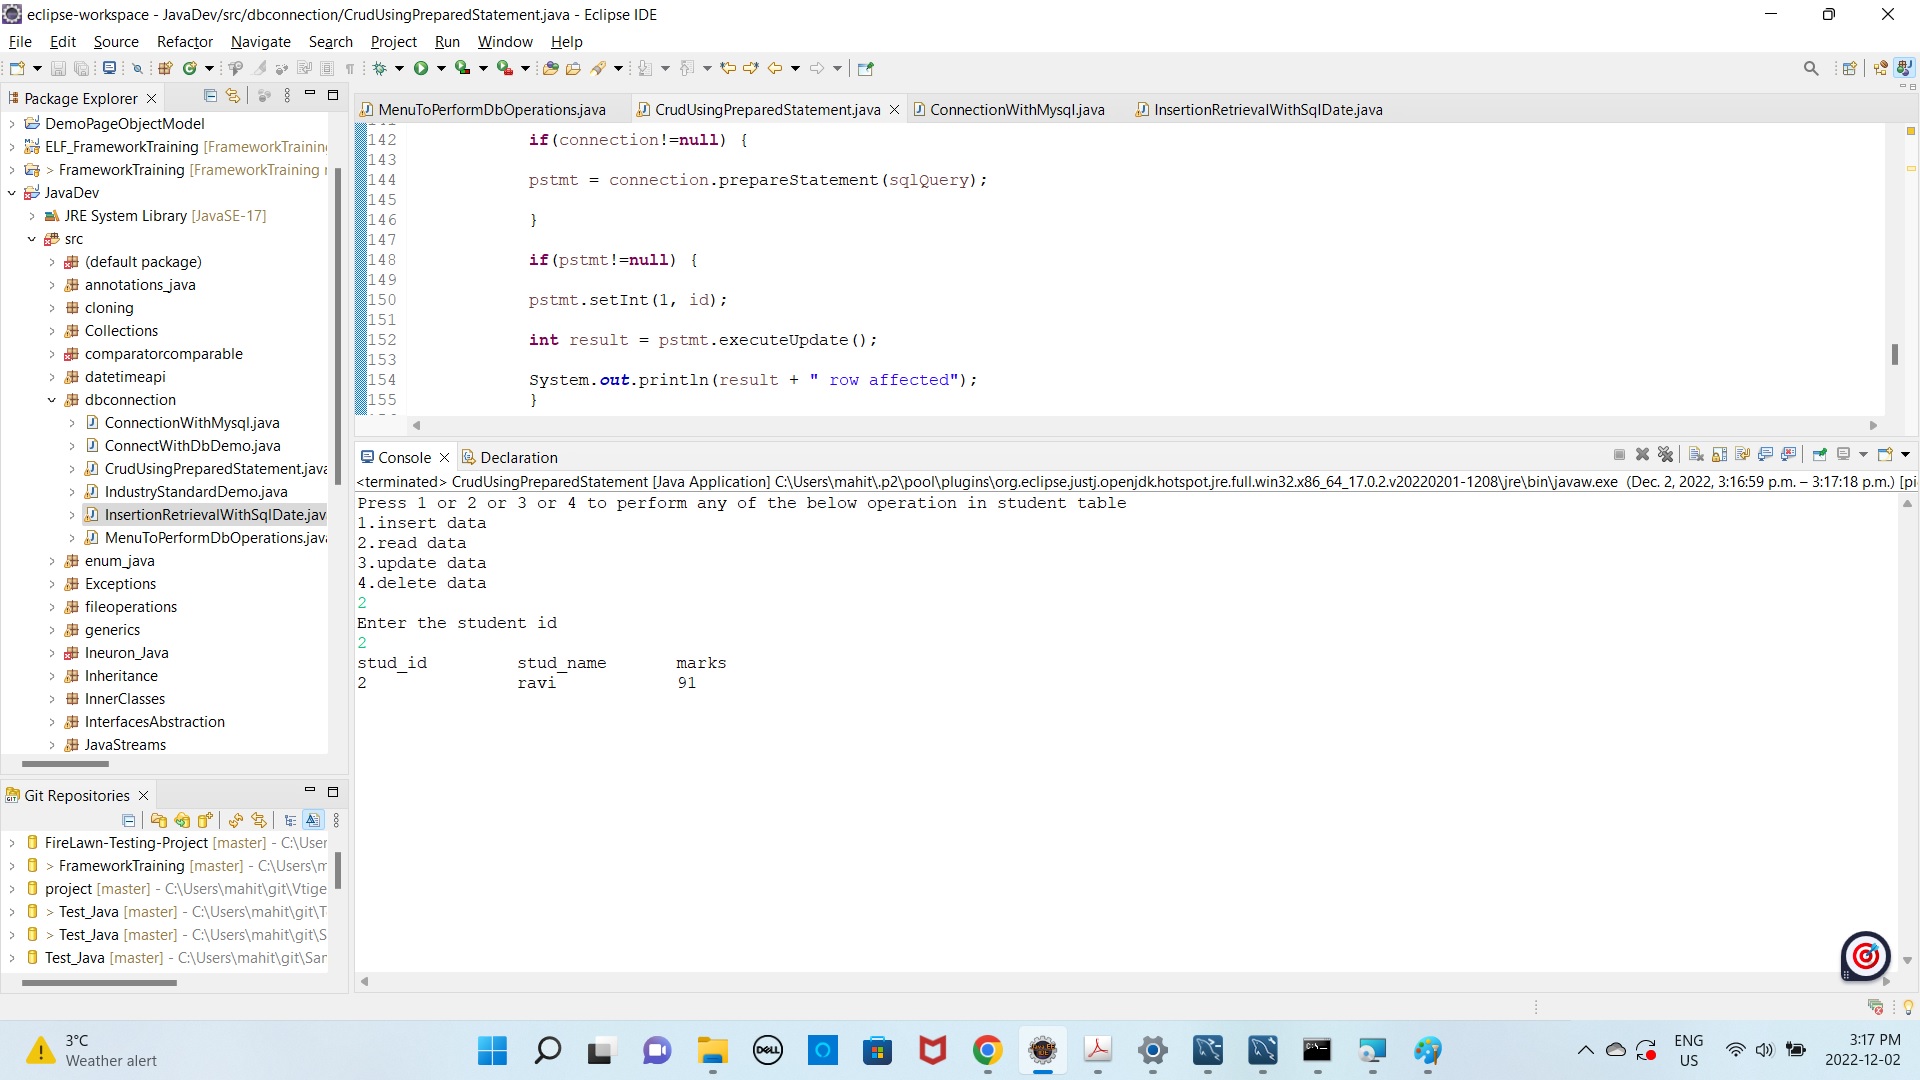 eclipse-workspace - JavaDev/src/dbconnection/CrudUsingPreparedStatement.java - Eclipse IDE
File Edit Source Refactor Navigate Search Project Run Window Help
Package Explorer
DemoPageObjectModel
ELF_FrameworkTraining [FrameworkTraining
> FrameworkTraining [FrameworkTraining r
JavaDev
JRE System Library [JavaSE-17]
src
(default package)
annotations_java
cloning
Collections
comparatorcomparable
datetimeapi
dbconnection
ConnectionWithMysql.java
ConnectWithDbDemo.java
CrudUsingPreparedStatement.java
IndustryStandardDemo.java
InsertionRetrievalWithSqlDate.jav
MenuToPerformDbOperations.java
enum_java
Exceptions
fileoperations
generics
Ineuron_Java
Inheritance
InnerClasses
InterfacesAbstraction
JavaStreams
Git Repositories
FireLawn-Testing-Project [master] - C:\User
> FrameworkTraining [master] - C:\Users\m
project [master] - C:\Users\mahit\git\Vtige
> Test_Java [master] - C:\Users\mahit\git\T
> Test_Java [master] - C:\Users\mahit\git\S
Test_Java [master] - C:\Users\mahit\git\Sar
MenuToPerformDbOperations.java CrudUsingPreparedStatement.java ConnectionWithMysql.java InsertionRetrievalWithSqlDate.java
142 if(connection!=null) {
143
144 pstmt = connection.prepareStatement(sqlQuery);
145
146 }
147
148 if(pstmt!=null) {
149
150 pstmt.setInt(1, id);
151
152 int result = pstmt.executeUpdate();
153
154 System.out.println(result + " row affected");
155 }
Console Declaration
<terminated> CrudUsingPreparedStatement [Java Application] C:\Users\mahit\.p2\pool\plugins\org.eclipse.justj.openjdk.hotspot.jre.full.win32.x86_64_17.0.2.v20220201-1208\jre\bin\javaw.exe (Dec. 2, 2022, 3:16:59 p.m. – 3:17:18 p.m.) [pi
Press 1 or 2 or 3 or 4 to perform any of the below operation in student table
1.insert data
2.read data
3.update data
4.delete data
2
Enter the student id
2
stud_id stud_name marks
2 ravi 91
3°C
Weather alert
DELL
ENG
US
3:17 PM
2022-12-02